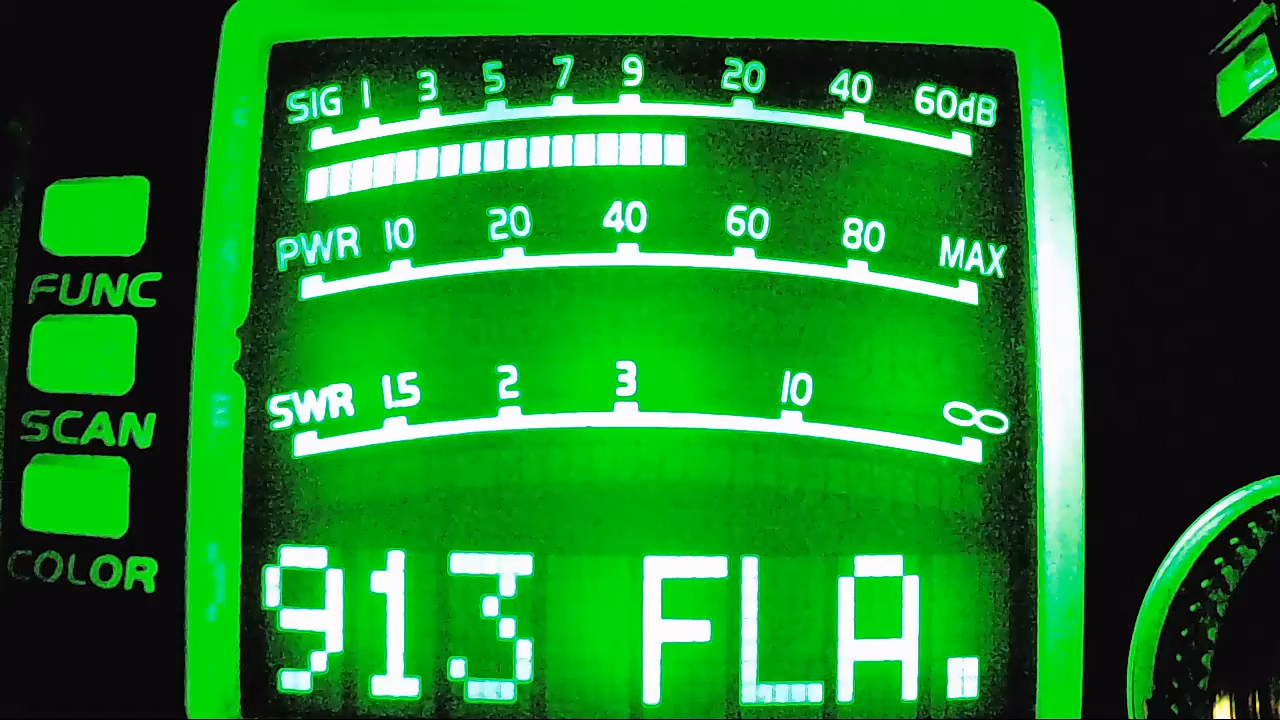 SIG 1 3 5 7 9 20 40 60dB
PWR 10 20 40 60 80 MAX
FUNC
SWR 1.5 2 3 10 ∞
SCAN
COLOR
913 FLA.